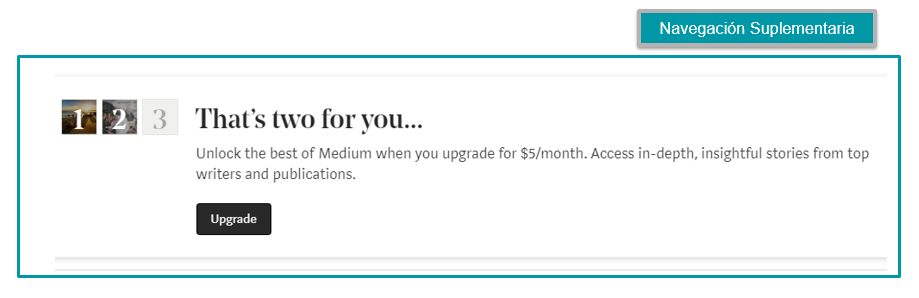 Navegación Suplementaria
1 2 3
That's two for you...
Unlock the best of Medium when you upgrade for $5/month. Access in-depth, insightful stories from top
writers and publications.
Upgrade